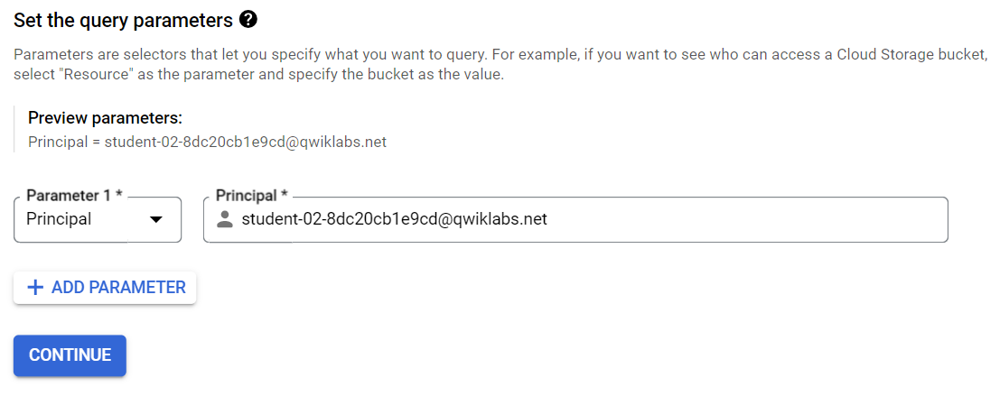 Set the query parameters ?
Parameters are selectors that let you specify what you want to query. For example, if you want to see who can access a Cloud Storage bucket,
select "Resource" as the parameter and specify the bucket as the value.
Preview parameters:
Principal = student-02-8dc20cb1e9cd@qwiklabs.net
Parameter 1 * Principal *
Principal student-02-8dc20cb1e9cd@qwiklabs.net
+ ADD PARAMETER
CONTINUE